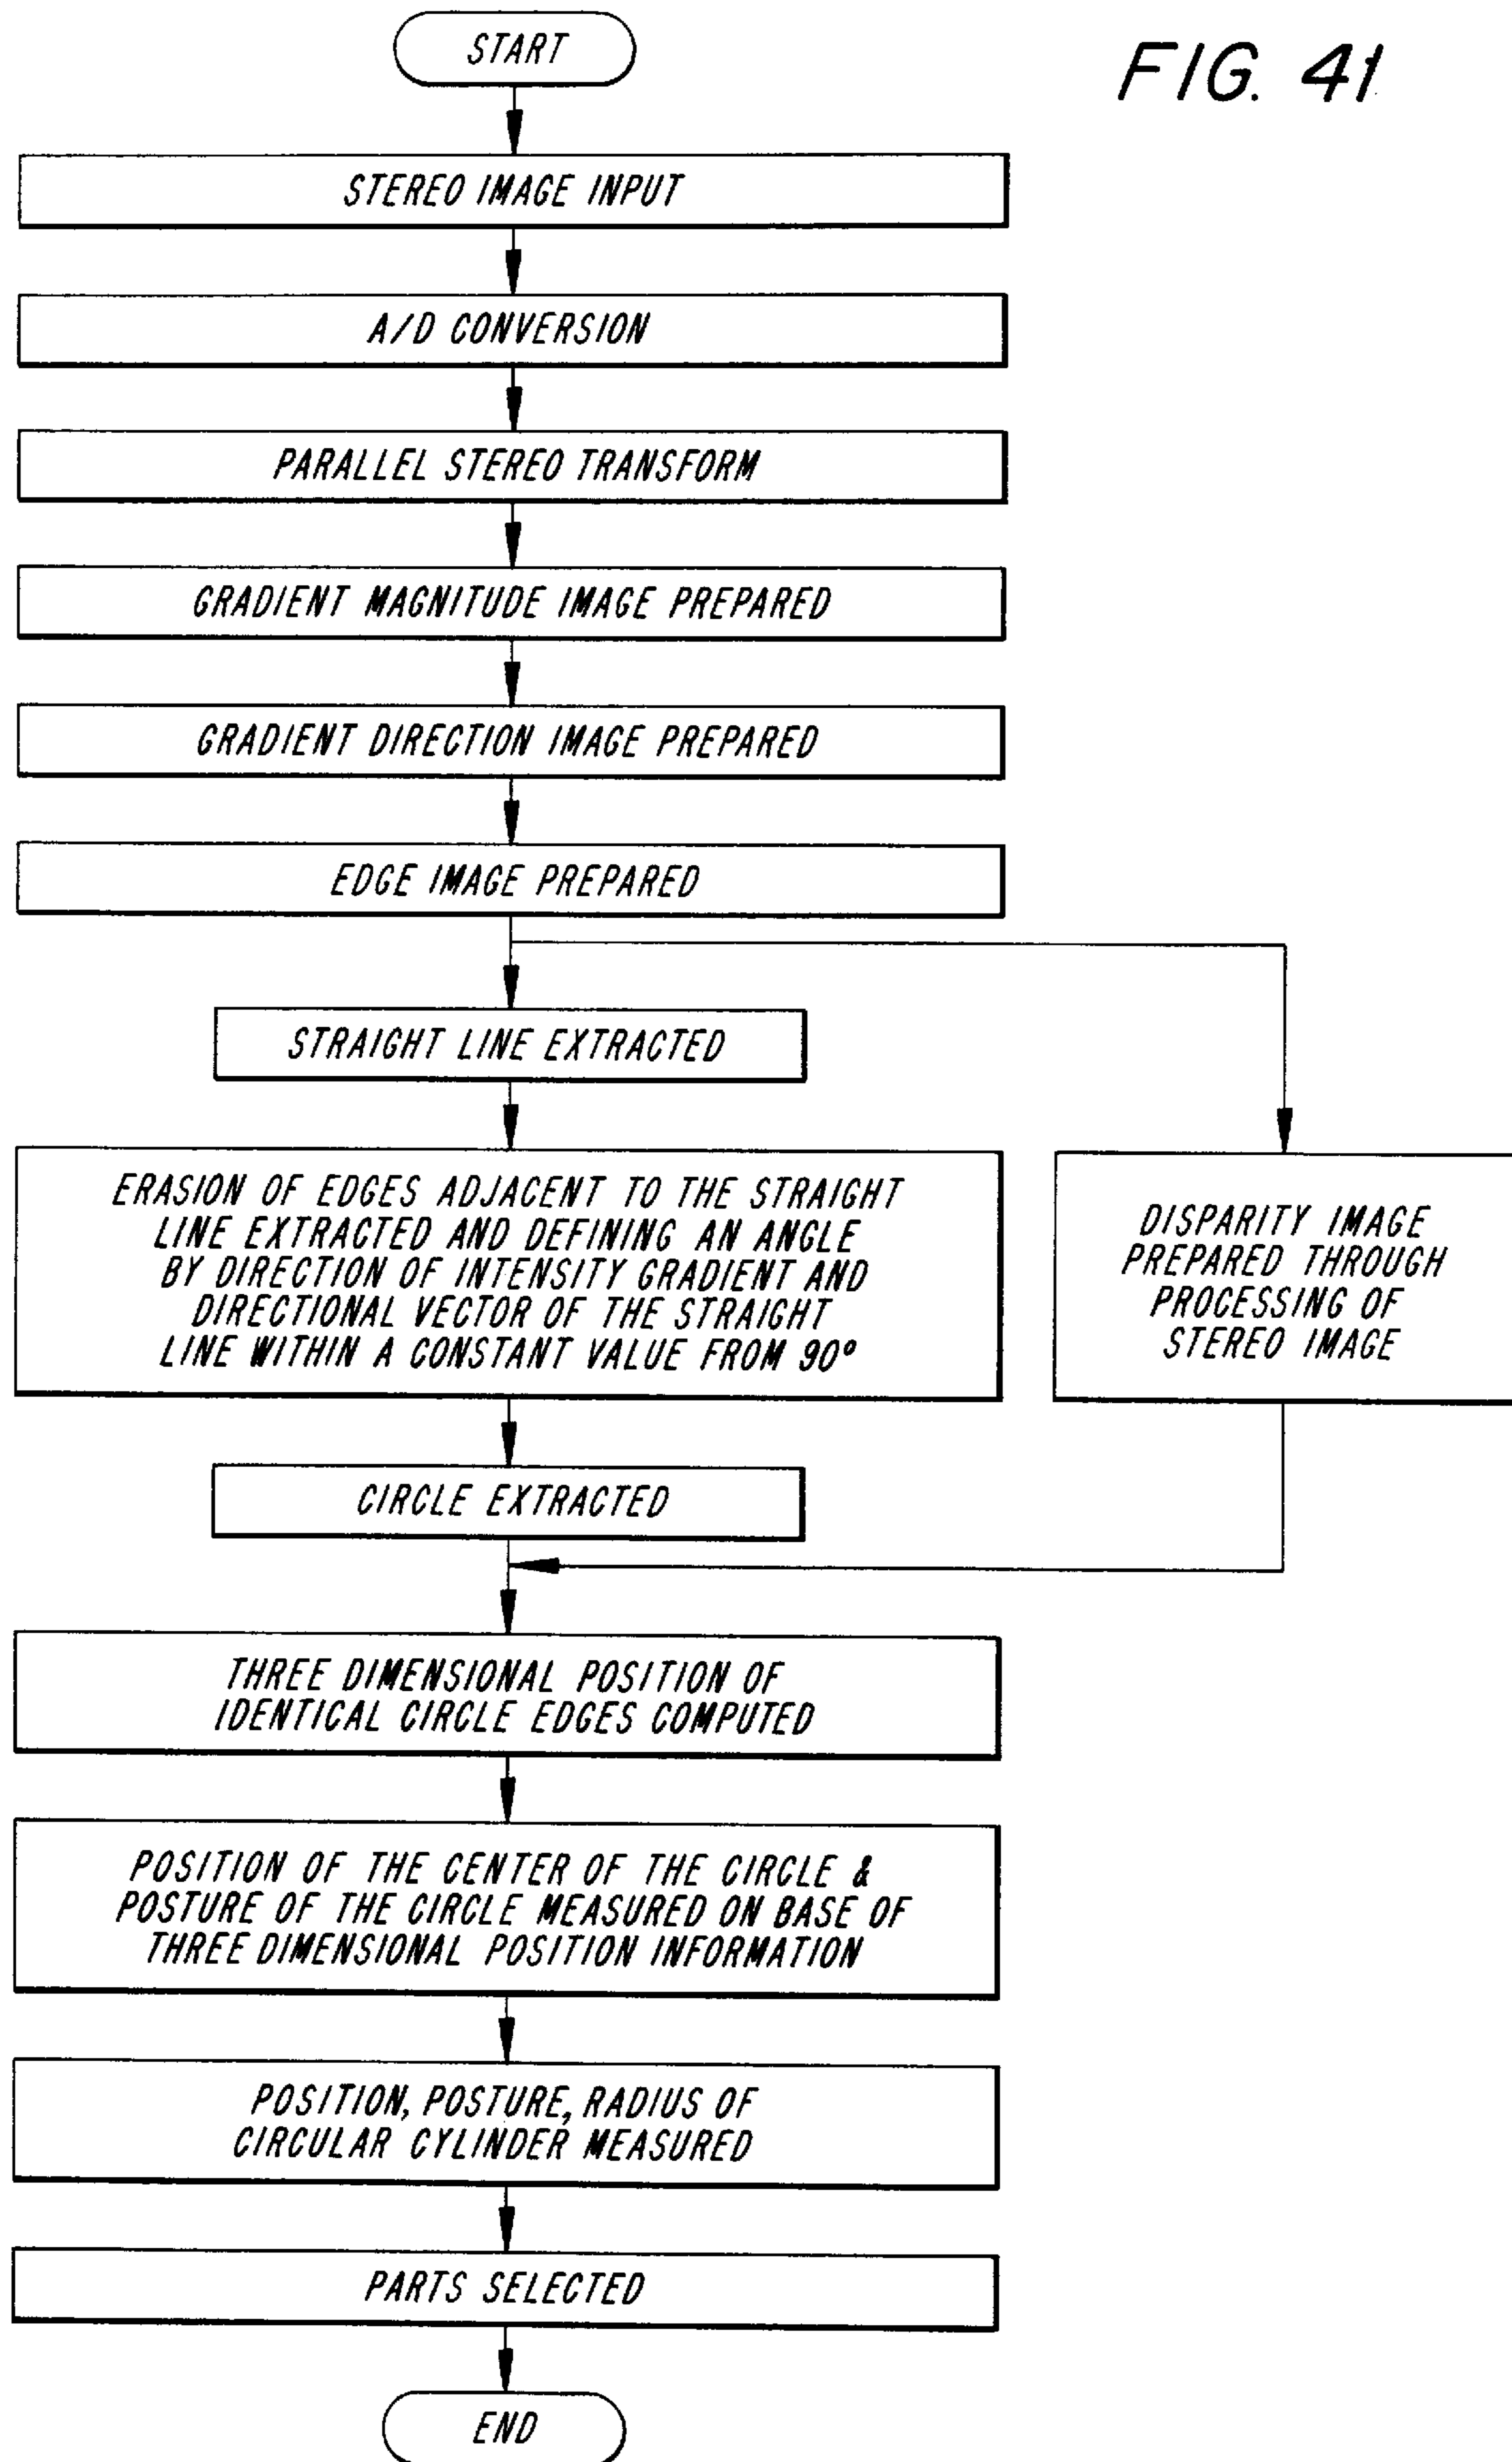 START
FIG. 41
STEREO IMAGE INPUT
A/D CONVERSION
PARALLEL STEREO TRANSFORM
GRADIENT MAGNITUDE IMAGE PREPARED
GRADIENT DIRECTION IMAGE PREPARED
EDGE IMAGE PREPARED
STRAIGHT LINE EXTRACTED
ERASION OF EDGES ADJACENT TO THE STRAIGHT
LINE EXTRACTED AND DEFINING AN ANGLE
BY DIRECTION OF INTENSITY GRADIENT AND
DIRECTIONAL VECTOR OF THE STRAIGHT
LINE WITHIN A CONSTANT VALUE FROM 90°
DISPARITY IMAGE
PREPARED THROUGH
PROCESSING OF
STEREO IMAGE
CIRCLE EXTRACTED
THREE DIMENSIONAL POSITION OF
IDENTICAL CIRCLE EDGES COMPUTED
POSITION OF THE CENTER OF THE CIRCLE &
POSTURE OF THE CIRCLE MEASURED ON BASE OF
THREE DIMENSIONAL POSITION INFORMATION
POSITION, POSTURE, RADIUS OF
CIRCULAR CYLINDER MEASURED
PARTS SELECTED
END